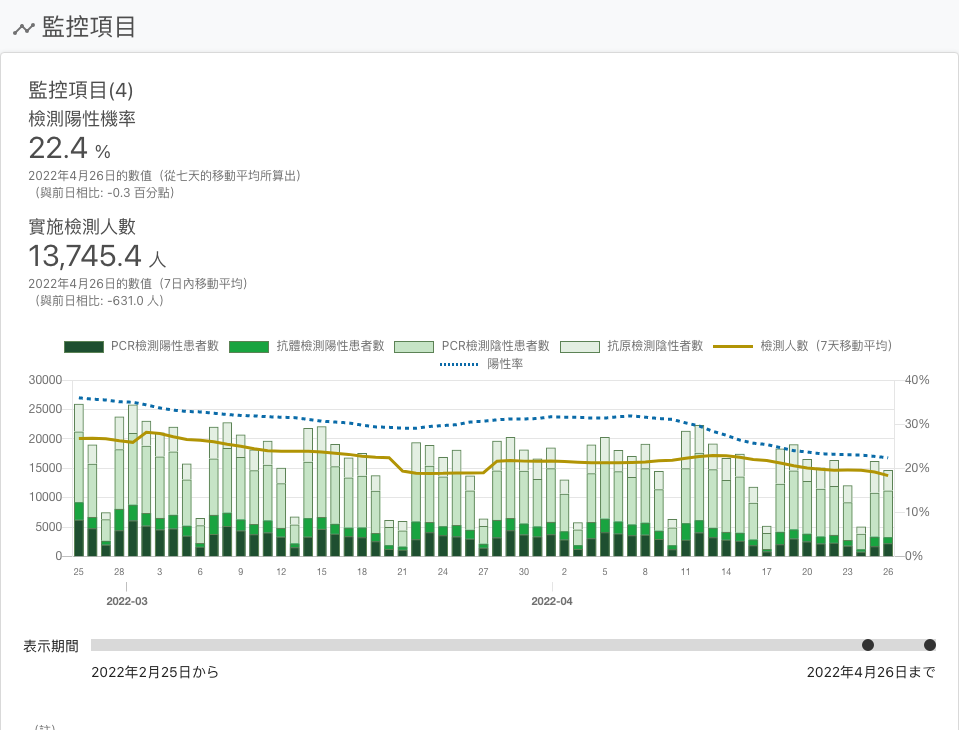 監控項目
監控項目(4)
檢測陽性機率
22.4 %
2022年4月26日的數值（從七天的移動平均所算出）
（與前日相比: -0.3 百分點）
實施檢測人數
13,745.4 人
2022年4月26日的數值（7日內移動平均）
（與前日相比: -631.0 人）
PCR檢測陽性患者數 抗體檢測陽性患者數 PCR檢測陰性患者數 抗原檢測陰性者數 檢測人數（7天移動平均）
陽性率
30000 40%
25000
20000 30%
15000 20%
10000
5000 10%
0 0%
25 28 3 6 9 12 15 18 21 24 27 30 2 5 8 11 14 17 20 23 26
2022-03 2022-04
表示期間
2022年2月25日から 2022年4月26日まで
（註）